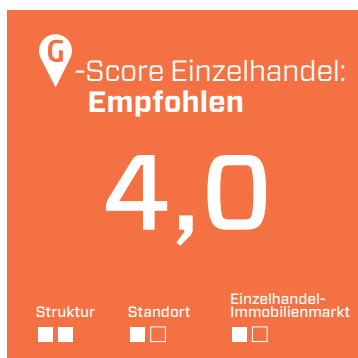 G-Score Einzelhandel:
Empfohlen
4,0
Struktur
Standort
Einzelhandel-
Immobilienmarkt